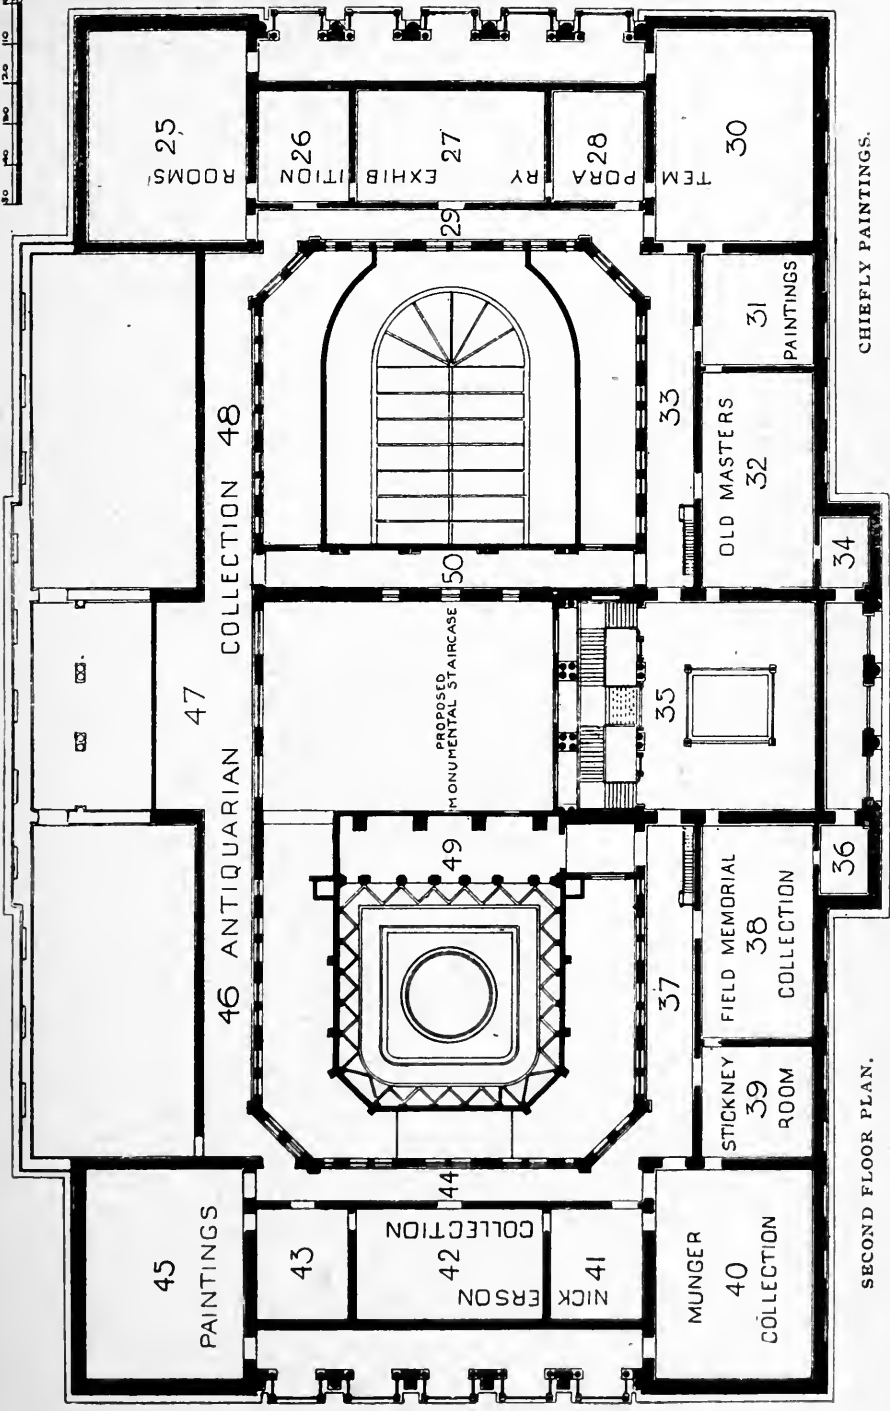 25
ROOMS
26
ITION
27
EXHIB
RY
28
PORA
30
TEM
29
31
PAINTINGS
33
OLD MASTERS
32
34
48
COLLECTION
50
47
PROPOSED
MONUMENTAL STAIRCASE
35
46 ANTIQUARIAN
49
36
37
FIELD MEMORIAL
38
COLLECTION
STICKNEY
39
ROOM
44
45
PAINTINGS
43
42
COLLECTION
ERSON
41
NICK
MUNGER
40
COLLECTION
SECOND FLOOR PLAN.
CHIEFLY PAINTINGS.